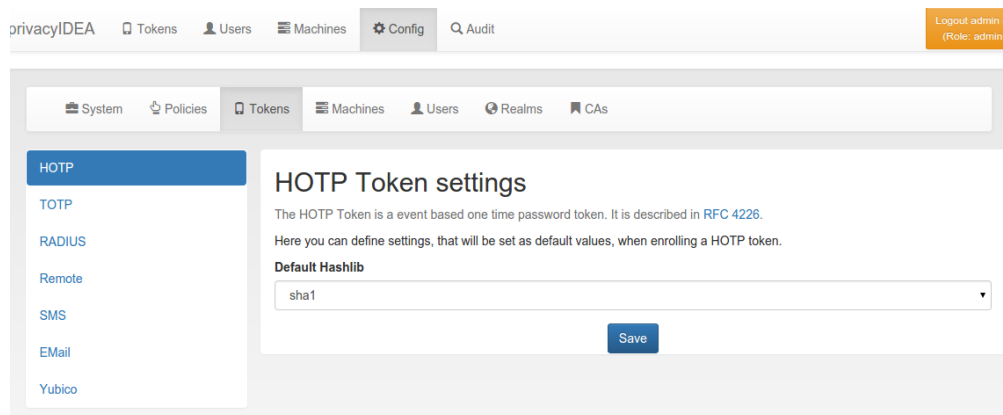 privacyIDEA Tokens Users Machines Config Audit Logout admin
(Role: admin
System Policies Tokens Machines Users Realms CAs
HOTP
TOTP
RADIUS
Remote
SMS
EMail
Yubico
HOTP Token settings
The HOTP Token is a event based one time password token. It is described in RFC 4226.
Here you can define settings, that will be set as default values, when enrolling a HOTP token.
Default Hashlib
sha1
Save